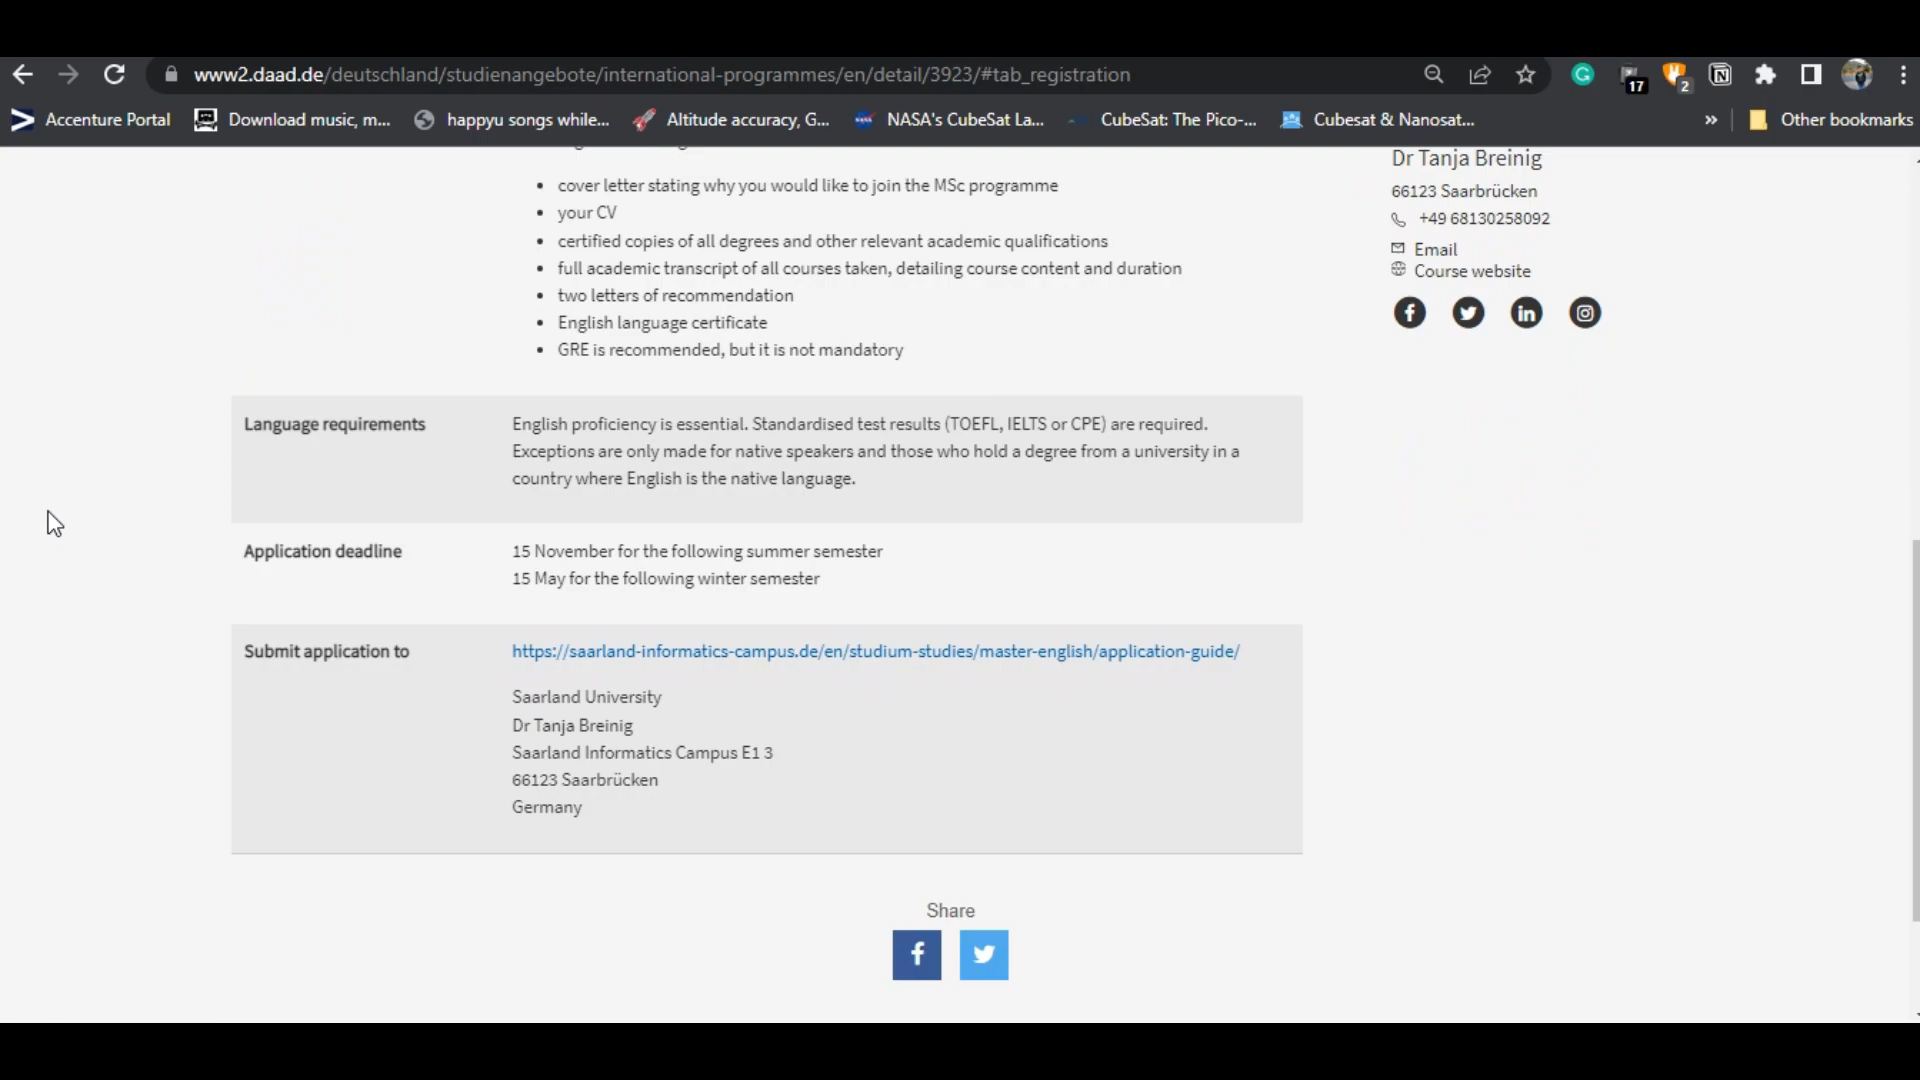 www2.daad.de/deutschland/studienangebote/international-programmes/en/detail/3923/#tab_registration
17
2
Accenture Portal
Download music, m...
happyu songs while...
Altitude accuracy, G...
NASA's CubeSat La...
CubeSat: The Pico-...
Cubesat & Nanosat...
»
Other bookmarks
• cover letter stating why you would like to join the MSc programme
• your CV
• certified copies of all degrees and other relevant academic qualifications
• full academic transcript of all courses taken, detailing course content and duration
• two letters of recommendation
• English language certificate
• GRE is recommended, but it is not mandatory
Dr Tanja Breinig
66123 Saarbrücken
+49 68130258092
Email
Course website
Language requirements
English proficiency is essential. Standardised test results (TOEFL, IELTS or CPE) are required.
Exceptions are only made for native speakers and those who hold a degree from a university in a
country where English is the native language.
Application deadline
15 November for the following summer semester
15 May for the following winter semester
Submit application to
https://saarland-informatics-campus.de/en/studium-studies/master-english/application-guide/
Saarland University
Dr Tanja Breinig
Saarland Informatics Campus E1 3
66123 Saarbrücken
Germany
Share